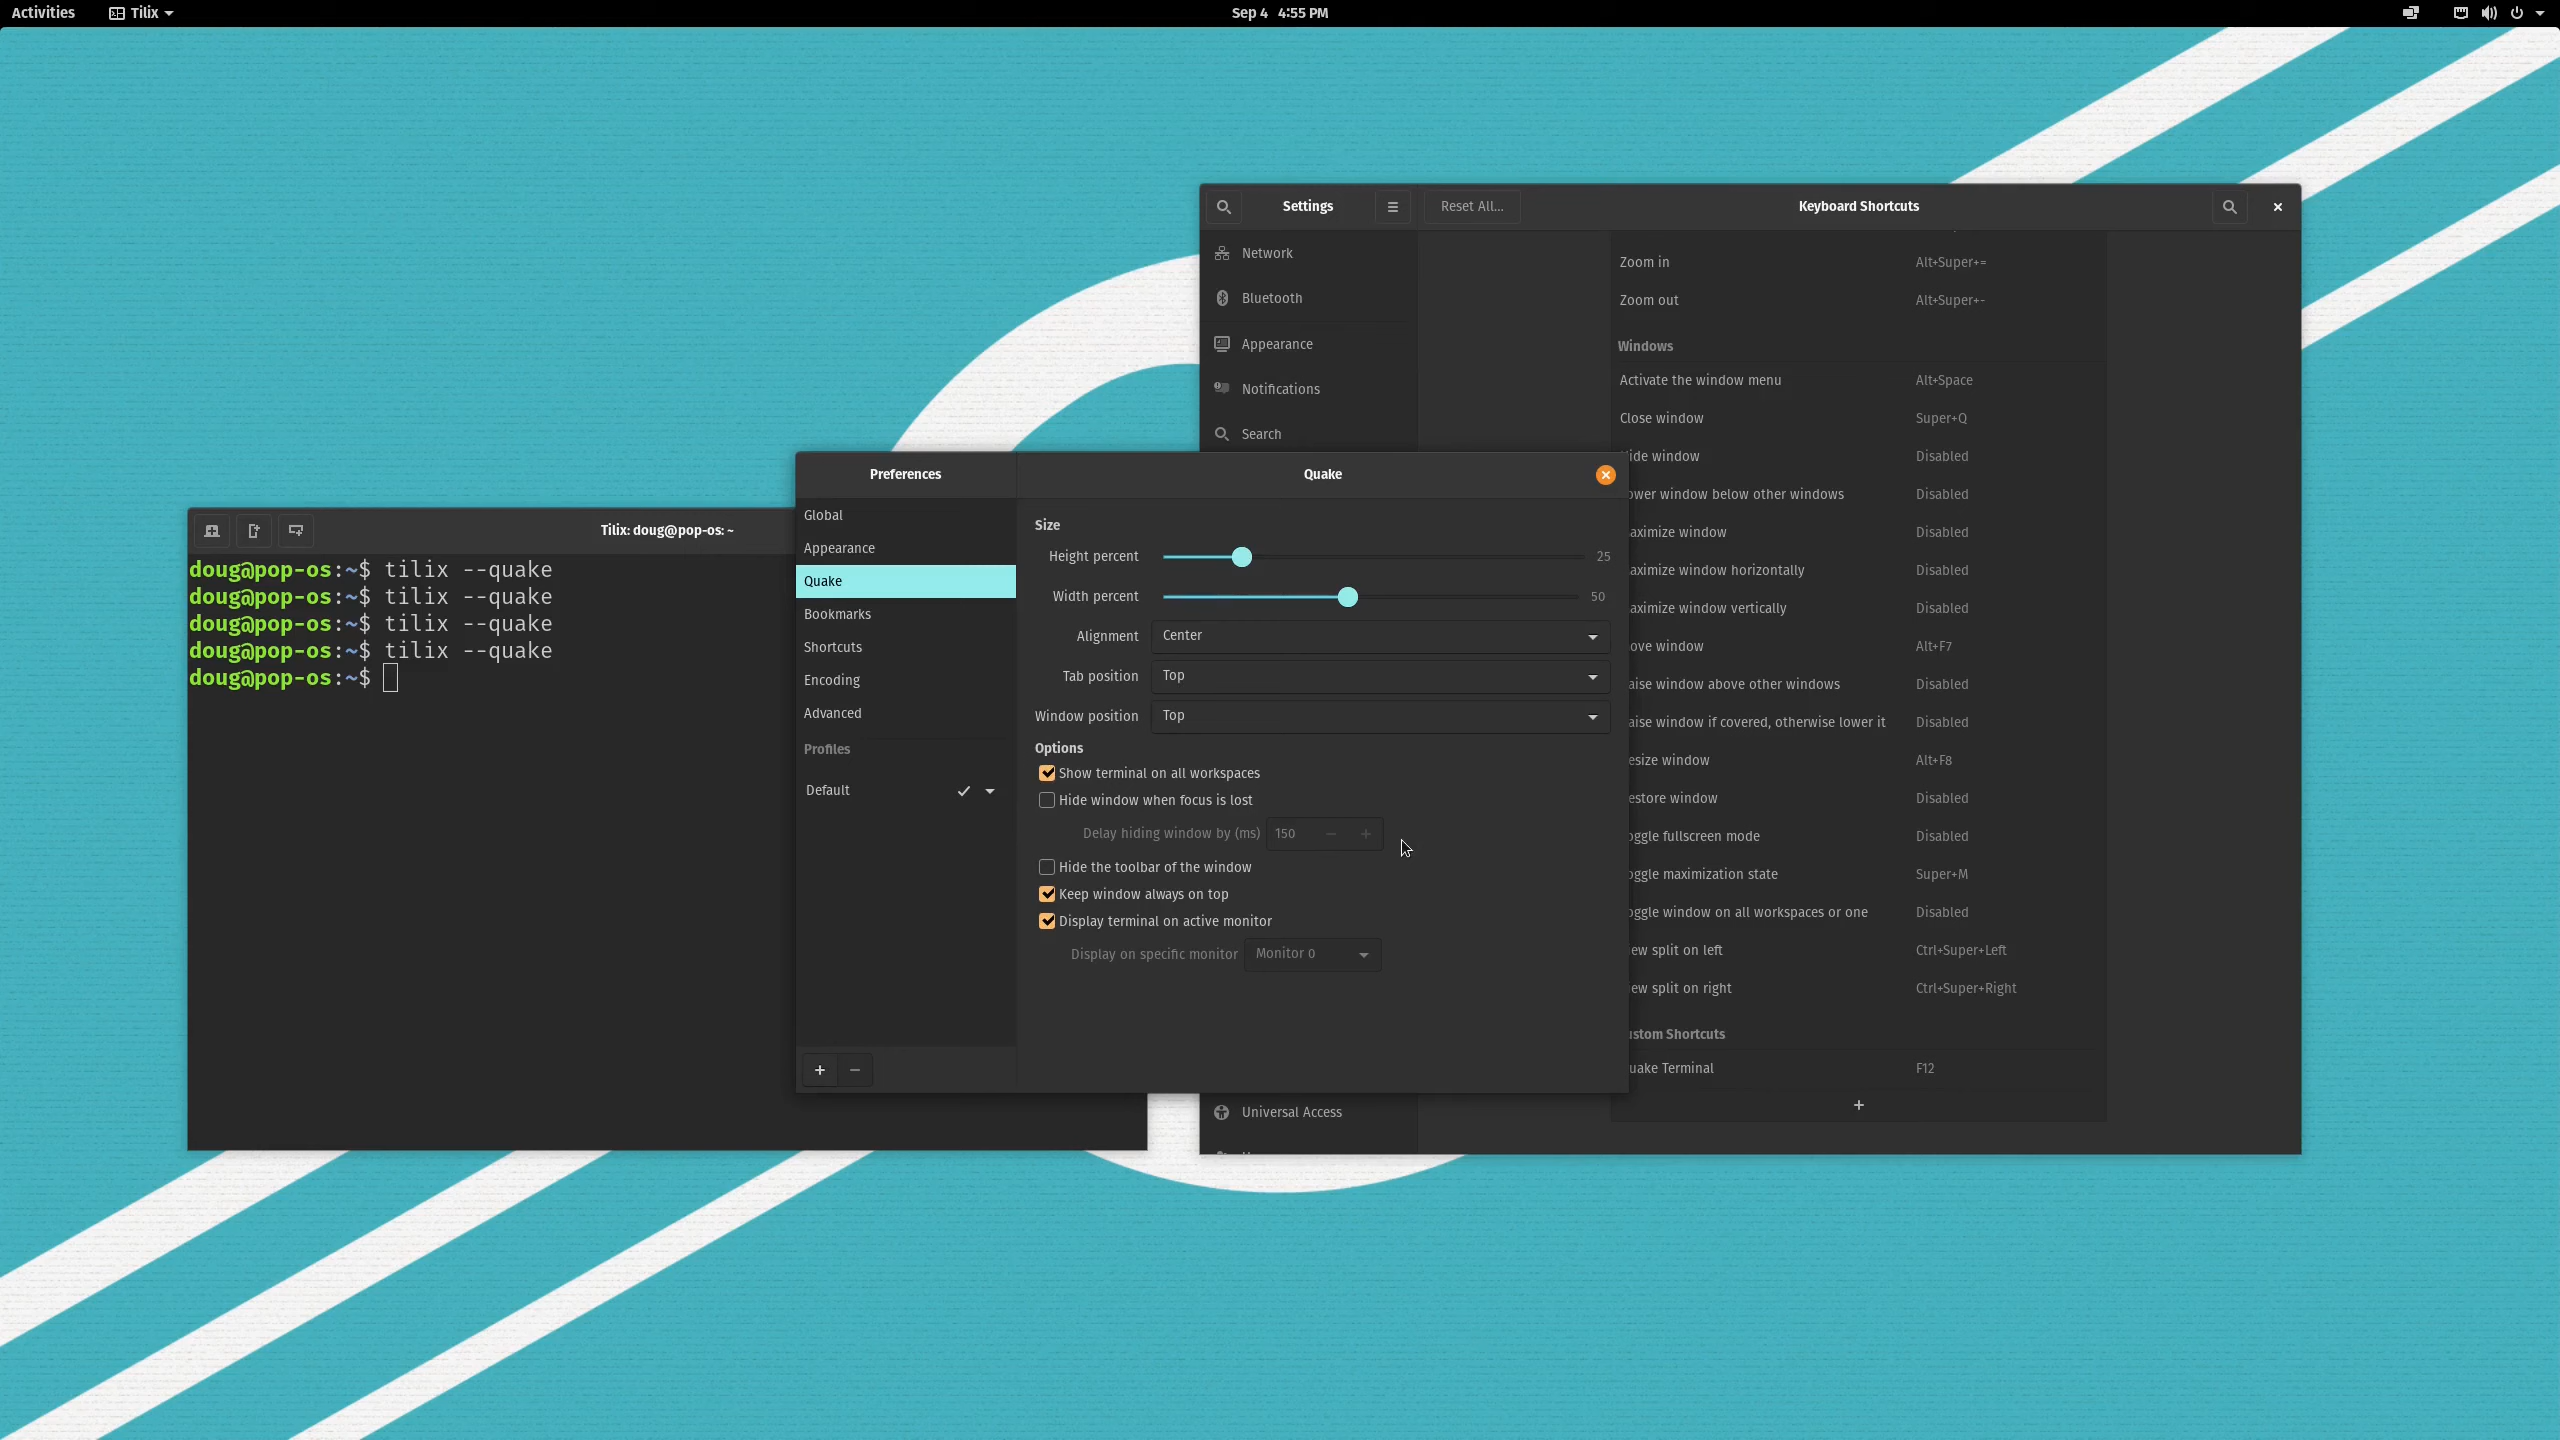 Activities Tilix Sep 4 4:55 PM
Settings Reset All... Keyboard Shortcuts
Network
Bluetooth
Appearance
Notifications
Search
Universal Access
Zoom in Alt+Super+=
Zoom out Alt+Super+-
Windows
Activate the window menu Alt+Space
Close window Super+Q
ide window Disabled
ower window below other windows Disabled
aximize window Disabled
aximize window horizontally Disabled
aximize window vertically Disabled
ove window Alt+F7
aise window above other windows Disabled
aise window if covered, otherwise lower it Disabled
esize window Alt+F8
estore window Disabled
oggle fullscreen mode Disabled
oggle maximization state Super+M
oggle window on all workspaces or one Disabled
iew split on left Ctrl+Super+Left
iew split on right Ctrl+Super+Right
ustom Shortcuts
uake Terminal F12
+
Preferences Quake
Global
Appearance
Quake
Bookmarks
Shortcuts
Encoding
Advanced
Profiles
Default
+ −
Size
Height percent 25
Width percent 50
Alignment Center
Tab position Top
Window position Top
Options
Show terminal on all workspaces
Hide window when focus is lost
Delay hiding window by (ms) 150 − +
Hide the toolbar of the window
Keep window always on top
Display terminal on active monitor
Display on specific monitor Monitor 0
Tilix: doug@pop-os: ~
doug@pop-os:~$ tilix --quake
doug@pop-os:~$ tilix --quake
doug@pop-os:~$ tilix --quake
doug@pop-os:~$ tilix --quake
doug@pop-os:~$